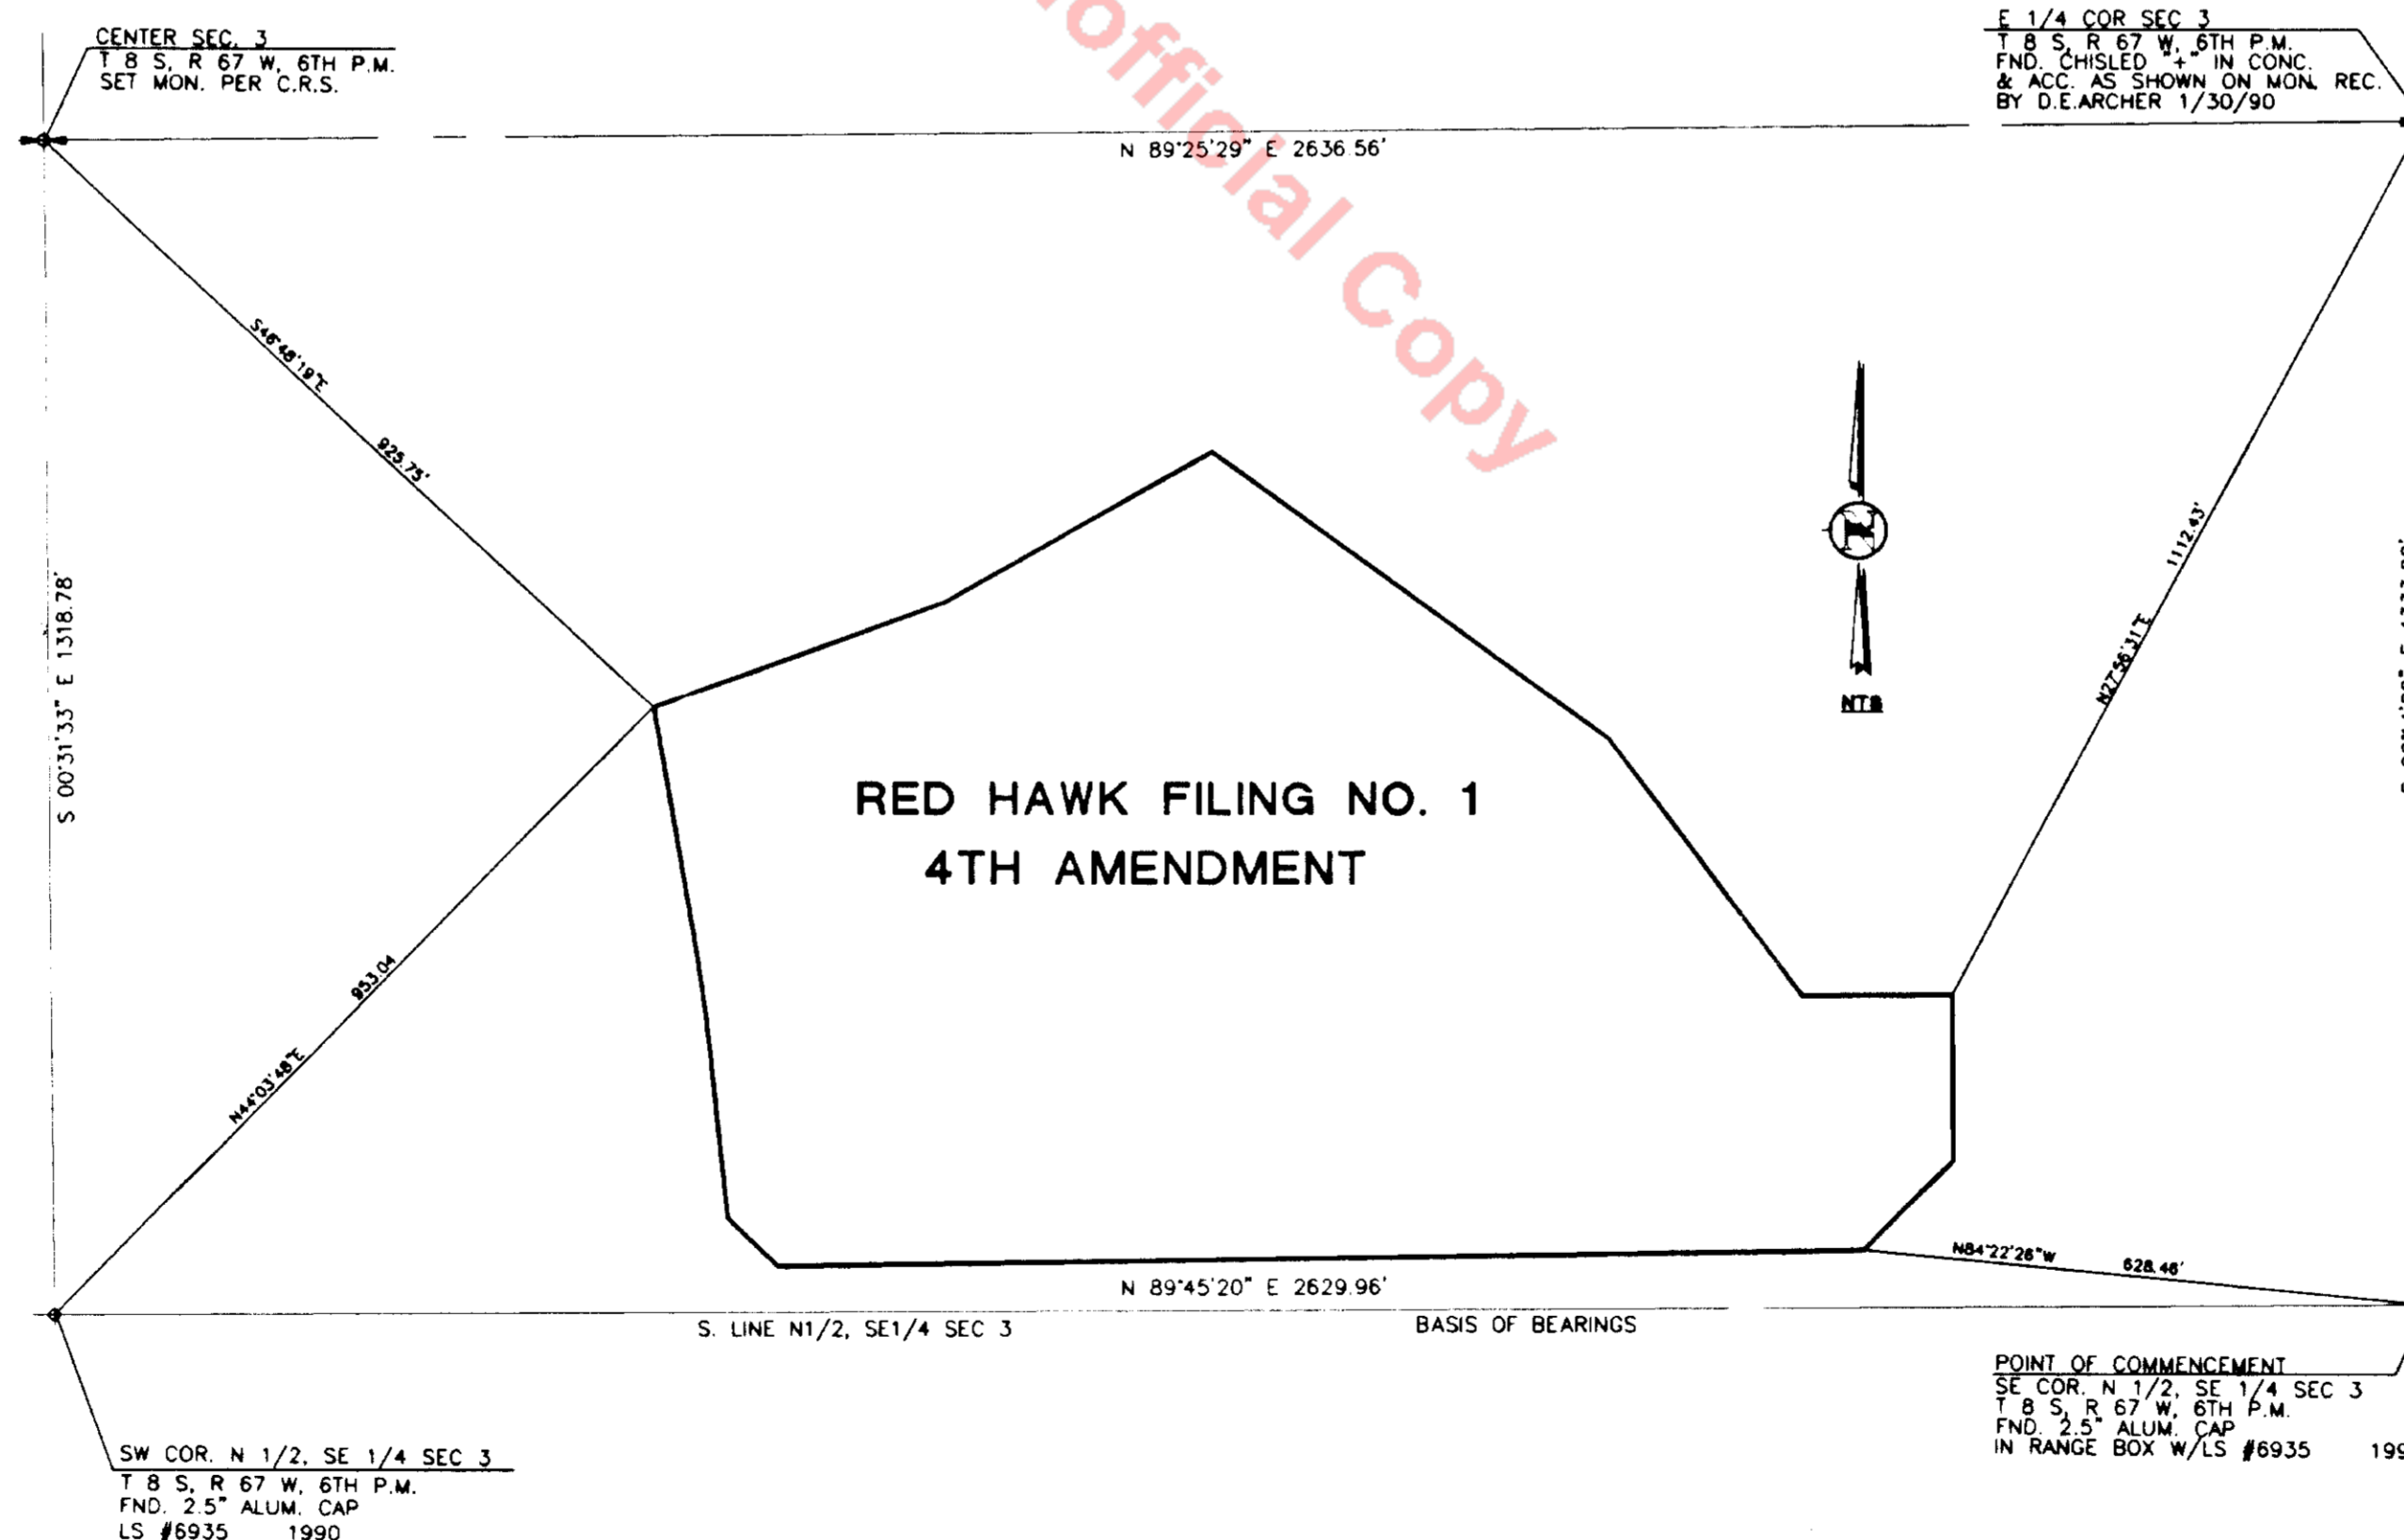 CENTER SEC. 3
T 8 S, R 67 W, 6TH P.M.
SET MON. PER C.R.S.
E 1/4 COR SEC 3
T 8 S, R 67 W, 6TH P.M.
FND. CHISLED "+" IN CONC.
& ACC. AS SHOWN ON MON. REC.
BY D.E.ARCHER 1/30/90
N 89°25'29" E 2636.56'
Copy
S46°48'19"E
925.75'
1112.43'
N27°56'31"E
S 00°31'33" E 1318.78'
NTS
RED HAWK FILING NO. 1
4TH AMENDMENT
953.04
N44°03'48"E
N84°22'26"W
628.46'
N 89°45'20" E 2629.96'
S. LINE N1/2, SE1/4 SEC 3
BASIS OF BEARINGS
POINT OF COMMENCEMENT
SE COR. N 1/2, SE 1/4 SEC 3
T 8 S, R 67 W, 6TH P.M.
FND. 2.5" ALUM. CAP
IN RANGE BOX W/LS #6935 199
SW COR. N 1/2, SE 1/4 SEC 3
T 8 S, R 67 W, 6TH P.M.
FND. 2.5" ALUM. CAP
LS #6935 1990